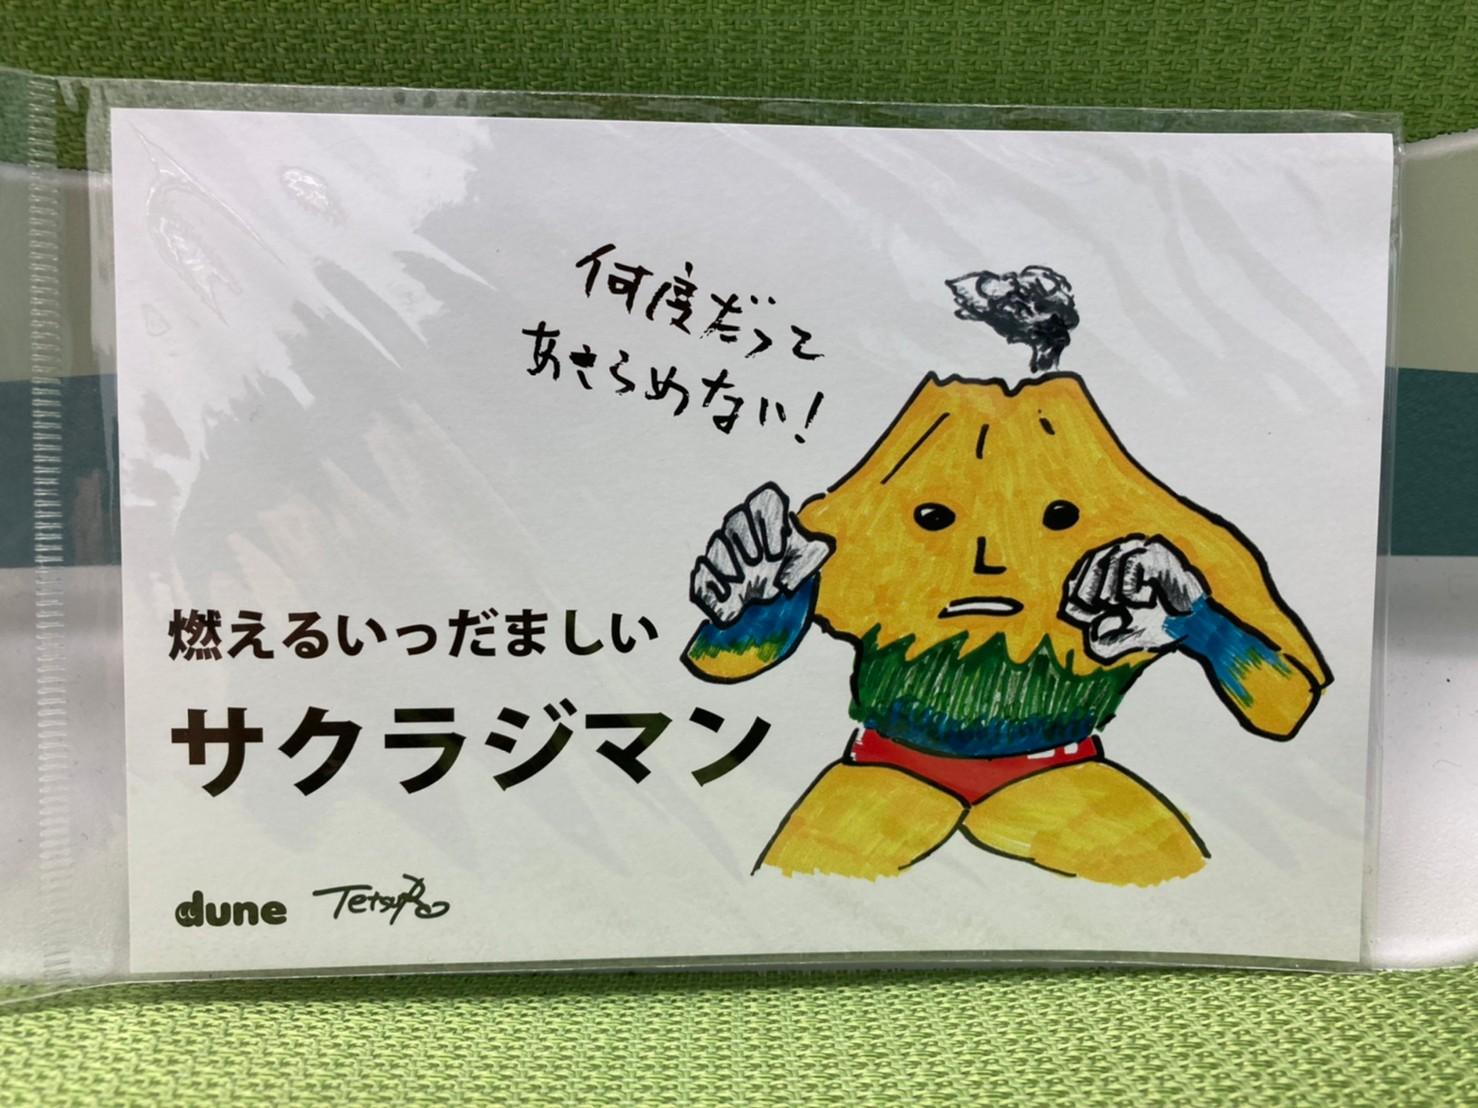 何度だって
あきらめない!
燃えるいっだましい
サクラジマン
dune